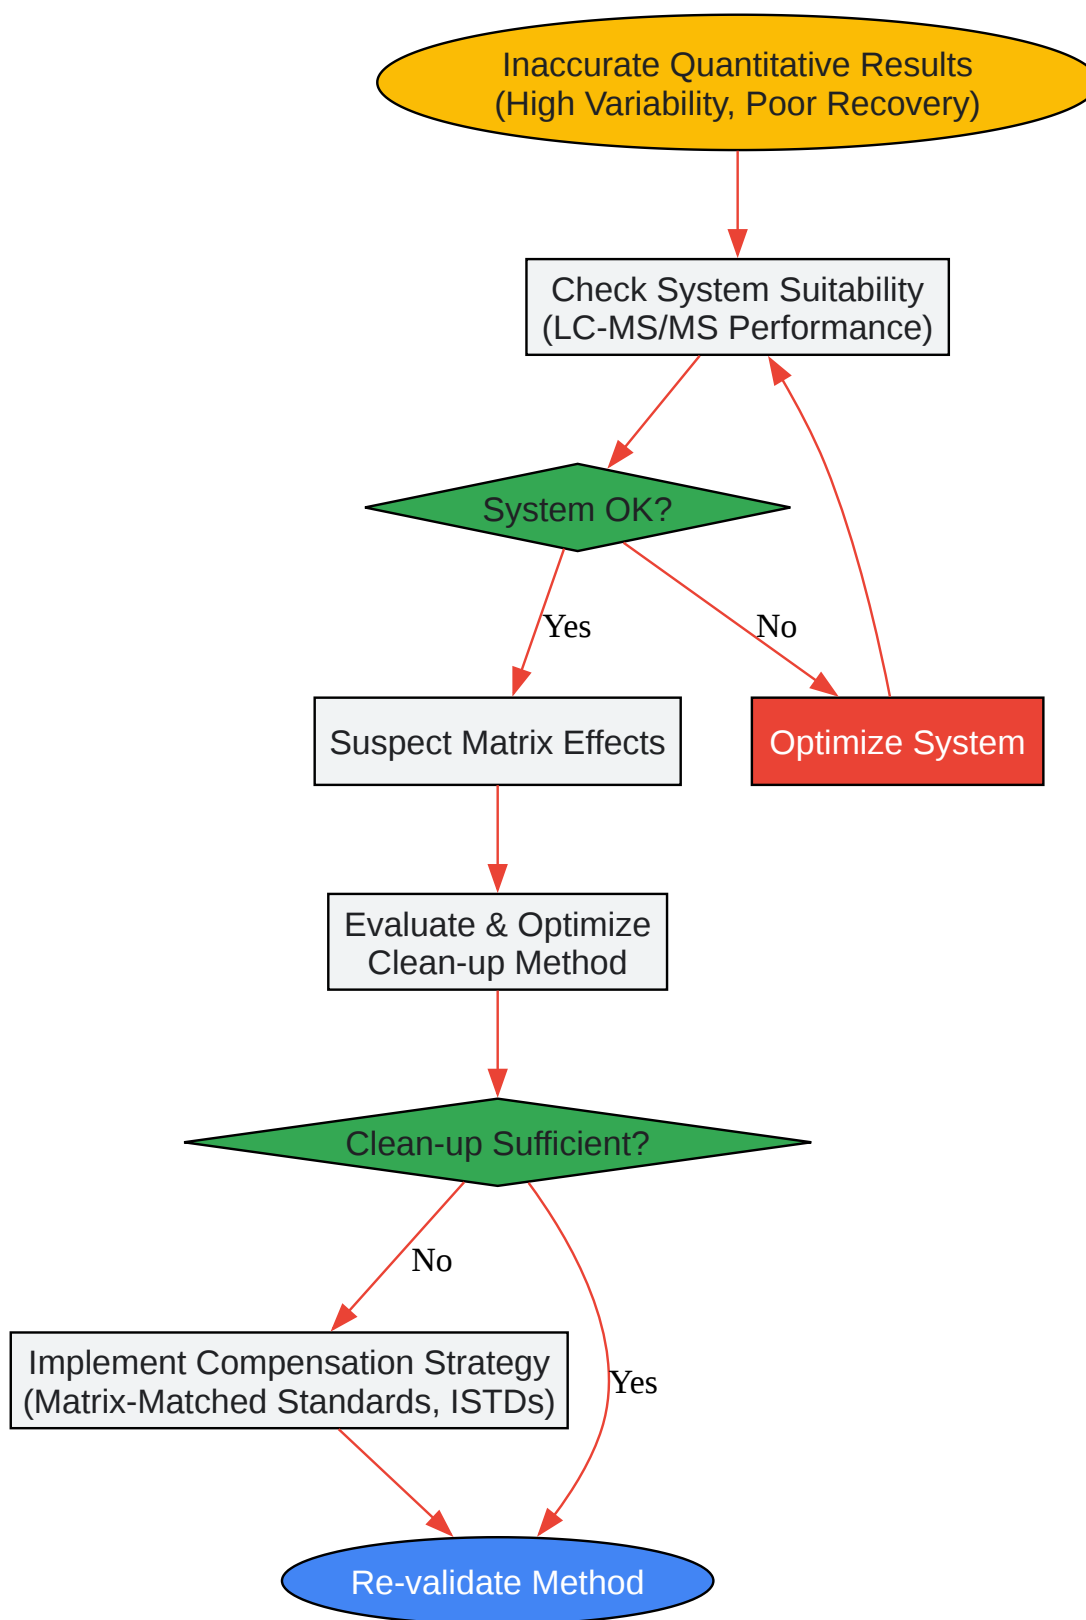 Inaccurate Quantitative Results
(High Variability, Poor Recovery)
Check System Suitability
(LC-MS/MS Performance)
System OK?
Yes
No
Suspect Matrix Effects
Optimize System
Evaluate & Optimize
Clean-up Method
Clean-up Sufficient?
No
Implement Compensation Strategy
(Matrix-Matched Standards, ISTDs)
Yes
Re-validate Method